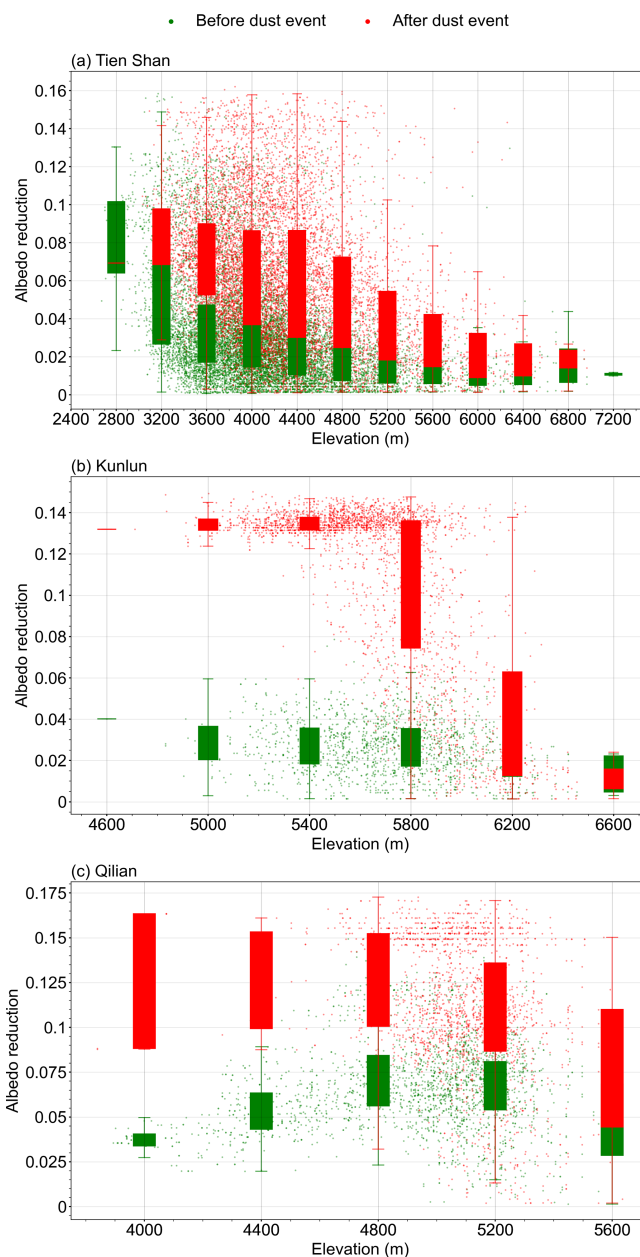 Before dust event After dust event
(a) Tien Shan
Albedo reduction
0.16
0.14
0.12
0.1
0.08
0.06
0.04
0.02
0
2400 2800 3200 3600 4000 4400 4800 5200 5600 6000 6400 6800 7200
Elevation (m)
(b) Kunlun
Albedo reduction
0.14
0.12
0.1
0.08
0.06
0.04
0.02
0
4600 5000 5400 5800 6200 6600
Elevation (m)
(c) Qilian
Albedo reduction
0.175
0.15
0.125
0.1
0.075
0.05
0.025
0
4000 4400 4800 5200 5600
Elevation (m)